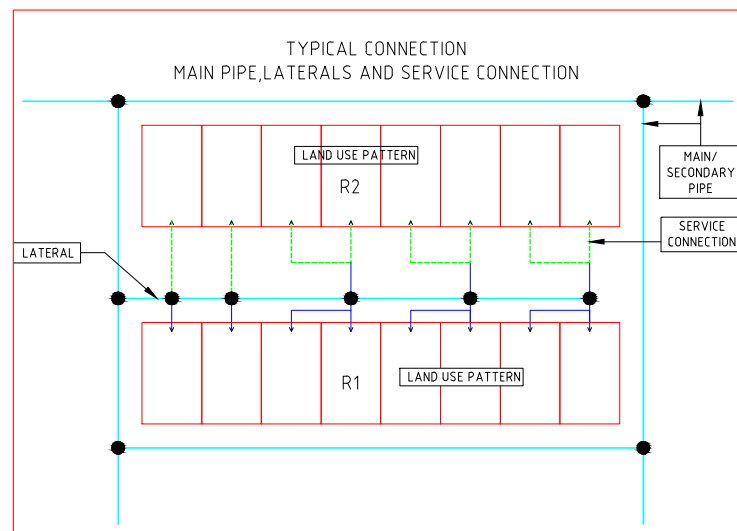 TYPICAL CONNECTION
MAIN PIPE,LATERALS AND SERVICE CONNECTION
LAND USE PATTERN
R2
MAIN/
SECONDARY
PIPE
SERVICE
CONNECTION
LATERAL
R1
LAND USE PATTERN